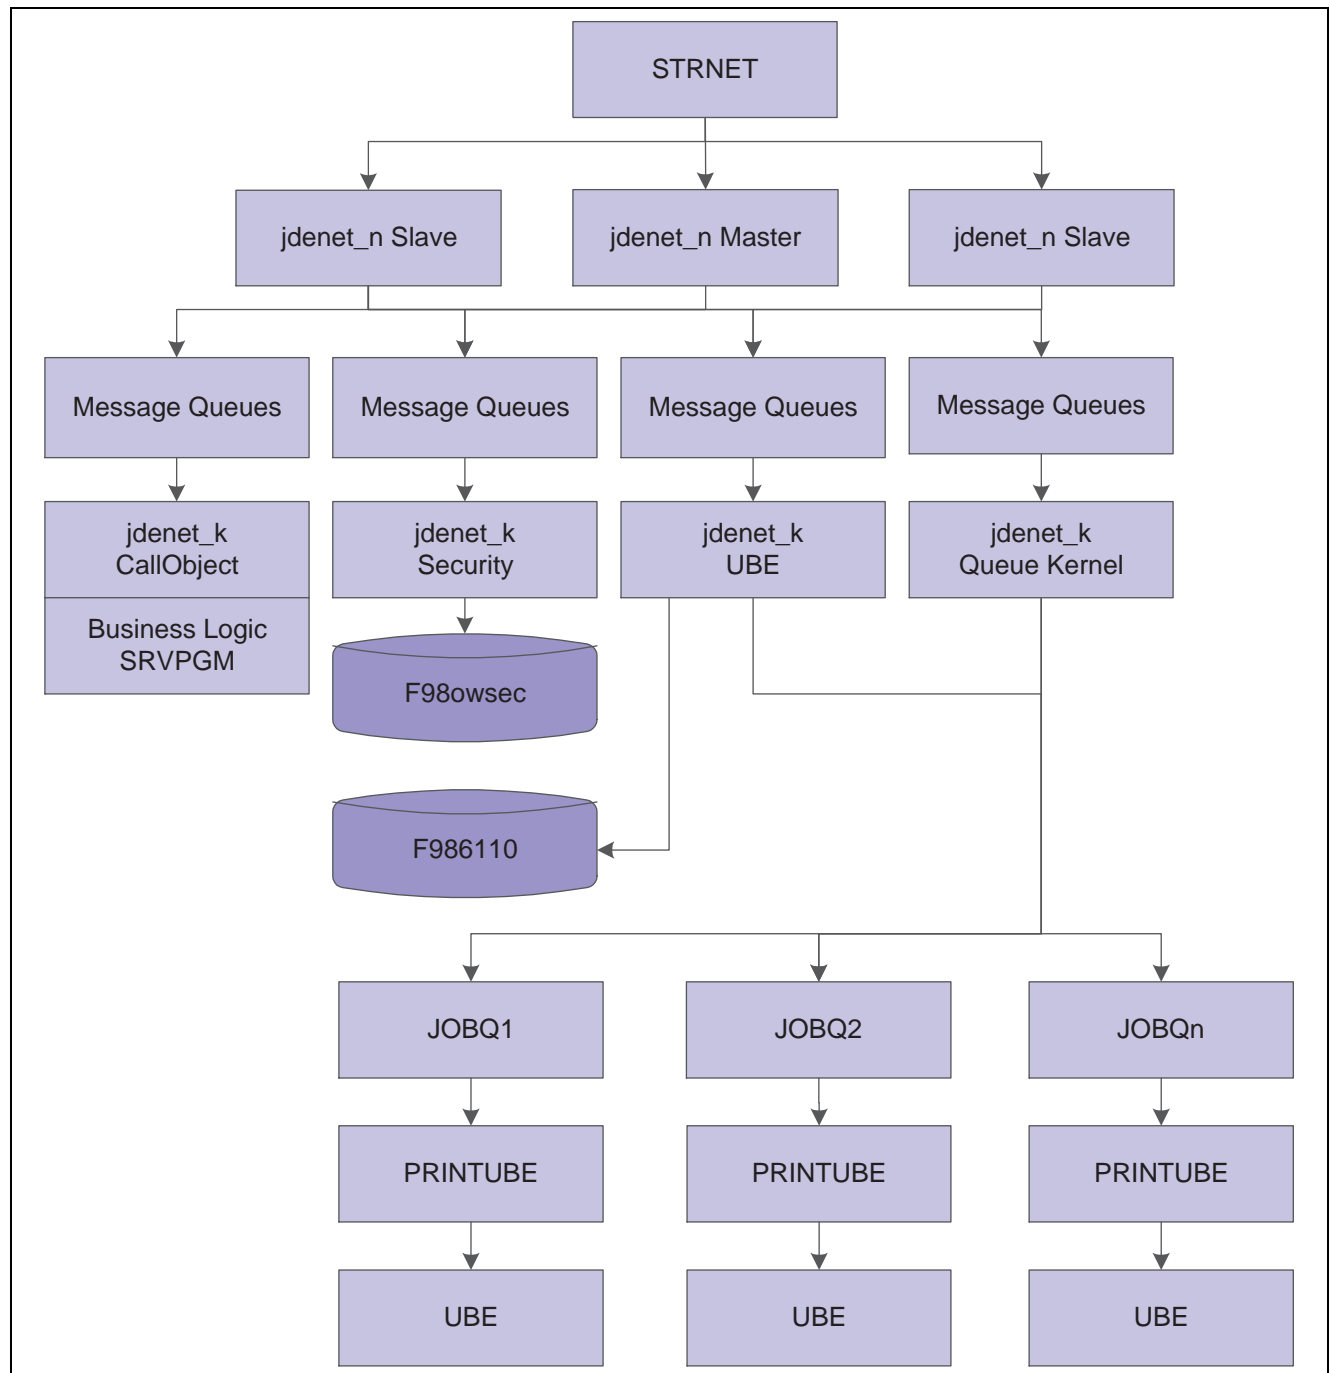 STRNET
jdenet_n Slave
jdenet_n Master
jdenet_n Slave
Message Queues
Message Queues
Message Queues
Message Queues
jdenet_k
CallObject
jdenet_k
Security
jdenet_k
UBE
jdenet_k
Queue Kernel
Business Logic
SRVPGM
F98owsec
F986110
JOBQ1
JOBQ2
JOBQn
PRINTUBE
PRINTUBE
PRINTUBE
UBE
UBE
UBE